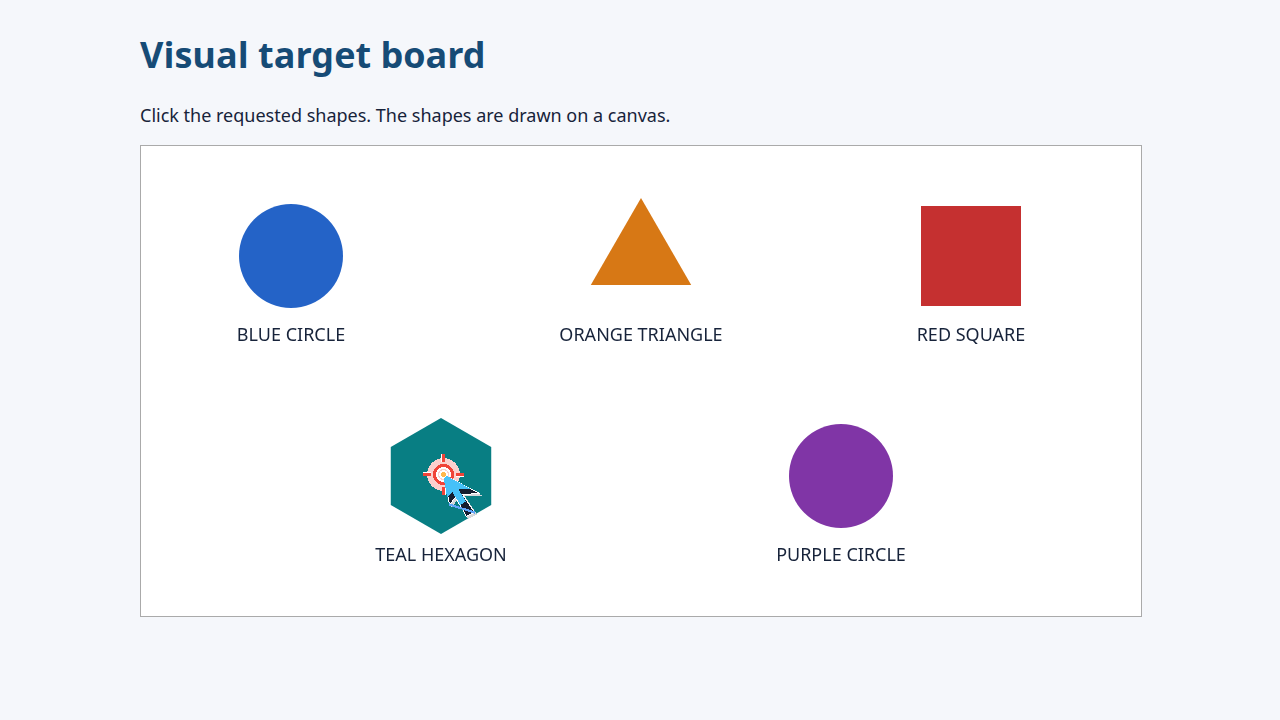 Visual target board
Click the requested shapes. The shapes are drawn on a canvas.
BLUE CIRCLE
ORANGE TRIANGLE
RED SQUARE
TEAL HEXAGON
PURPLE CIRCLE